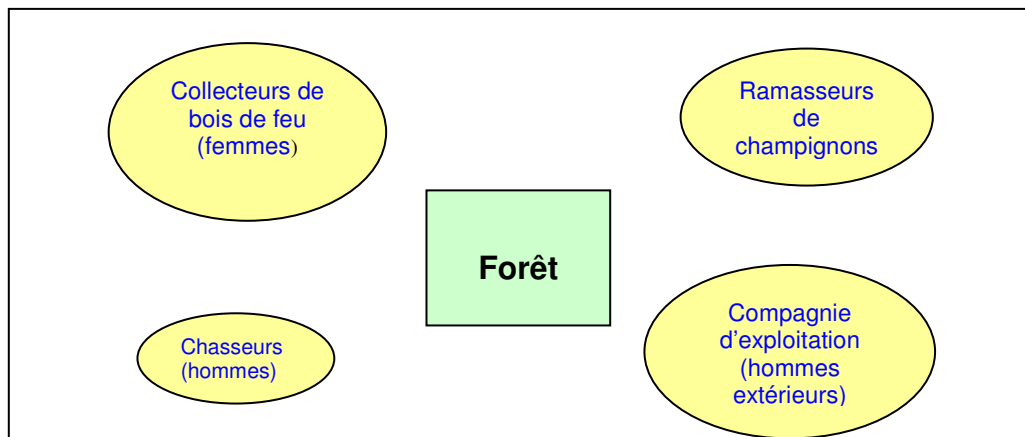 Collecteurs de
bois de feu
(femmes)
Ramasseurs
de
champignons
Forêt
Chasseurs
(hommes)
Compagnie
d'exploitation
(hommes
extérieurs)